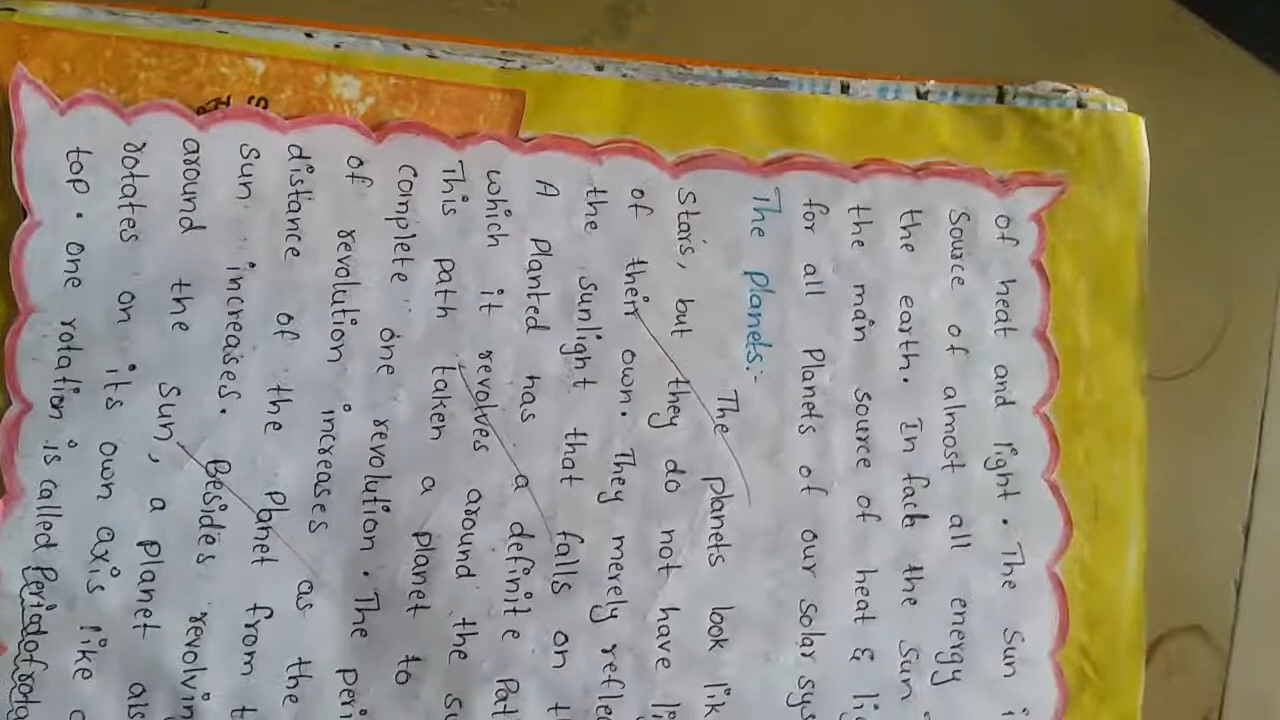 of heat and light. The Sun
Source of almost all energy
the earth. In fack the Sun
the main source of heat &
for all Planets of our solar
The planets:-
The planets look
stars, but they do not have
of their own. They merely
the sunlight that falls on
A planted has a definite
which it revolves around the
This path taken a planet to
complete one revolution. The
of revolution increases as the
distance of the planet from
Sun increases. Besides
around the sun, a planet
rotates on its own axis like
top. one rotation is called Period of